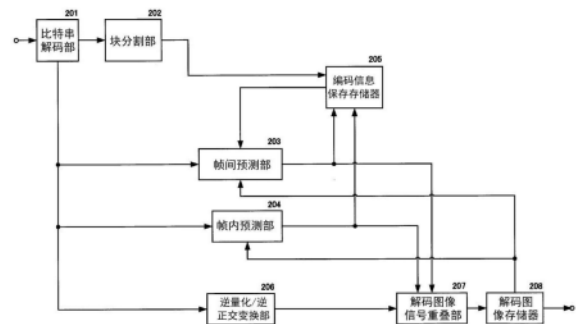 201
比特串
解码部
202
块分割部
205
编码信息
保存存储器
203
帧间预测部
204
帧内预测部
206
逆量化/逆
正交变换部
207
解码图像
信号重叠部
208
解码图
像存储器